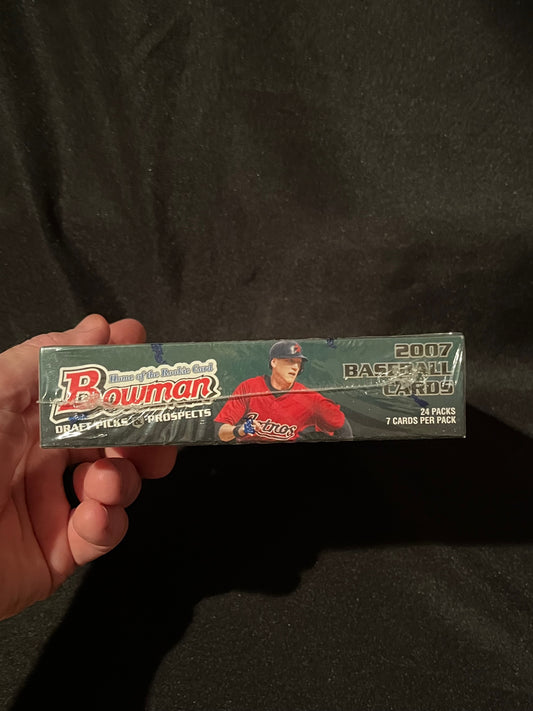 Home of the Rookie Card
Bowman
DRAFT PICKS & PROSPECTS
Astros
2007
BASEBALL
CARDS
24 PACKS
7 CARDS PER PACK